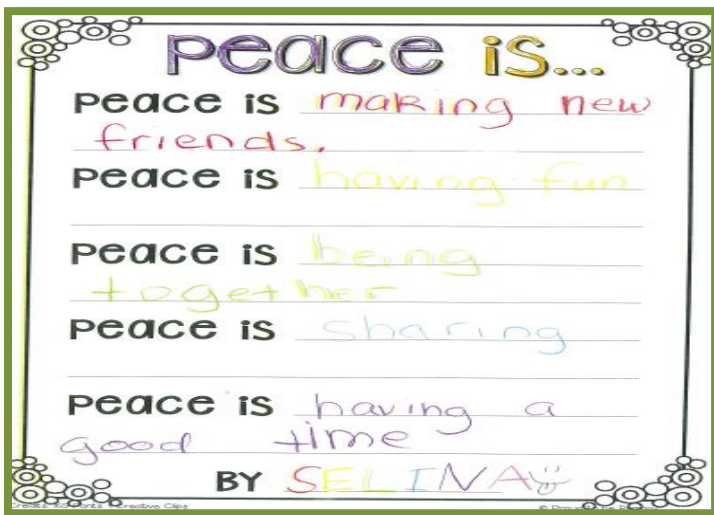 Peace is...
Peace is making new
friends.
Peace is having fun
Peace is being
together
Peace is sharing
Peace is having a
good time
BY SELINA